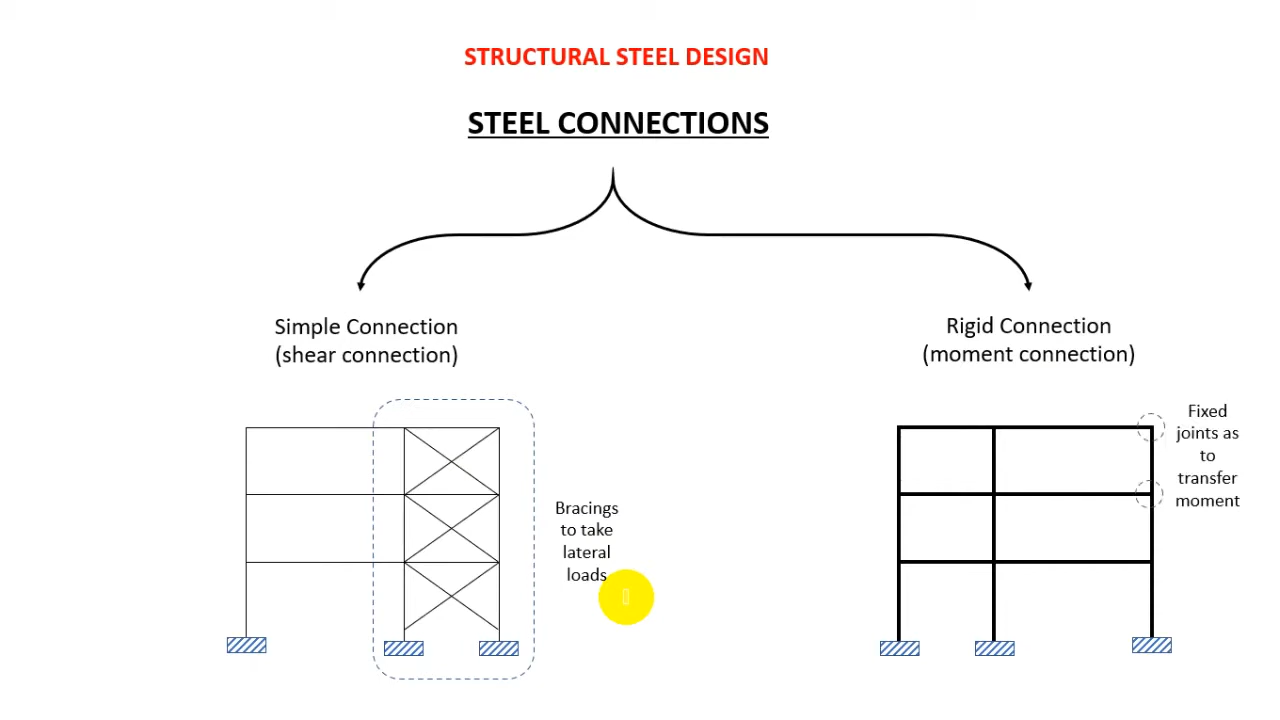 STRUCTURAL STEEL DESIGN
STEEL CONNECTIONS
Simple Connection
(shear connection)
Rigid Connection
(moment connection)
Bracings
to take
lateral
loads
Fixed
joints as
to
transfer
moment